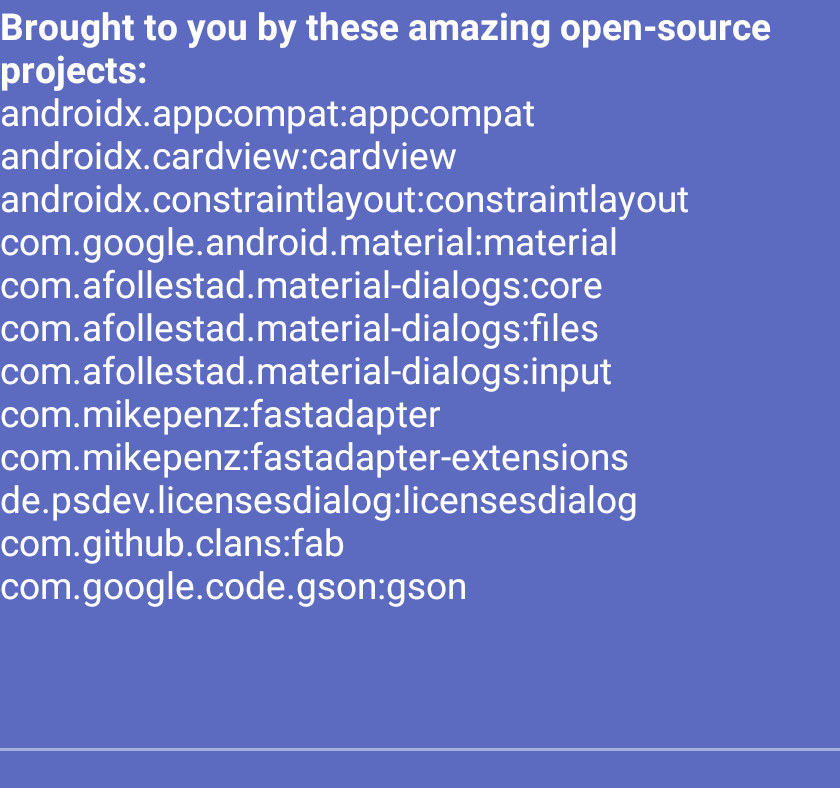 Brought to you by these amazing open-source
projects:
androidx.appcompat:appcompat
androidx.cardview:cardview
androidx.constraintlayout:constraintlayout
com.google.android.material:material
com.afollestad.material-dialogs:core
com.afollestad.material-dialogs:files
com.afollestad.material-dialogs:input
com.mikepenz:fastadapter
com.mikepenz:fastadapter-extensions
de.psdev.licensesdialog:licensesdialog
com.github.clans:fab
com.google.code.gson:gson